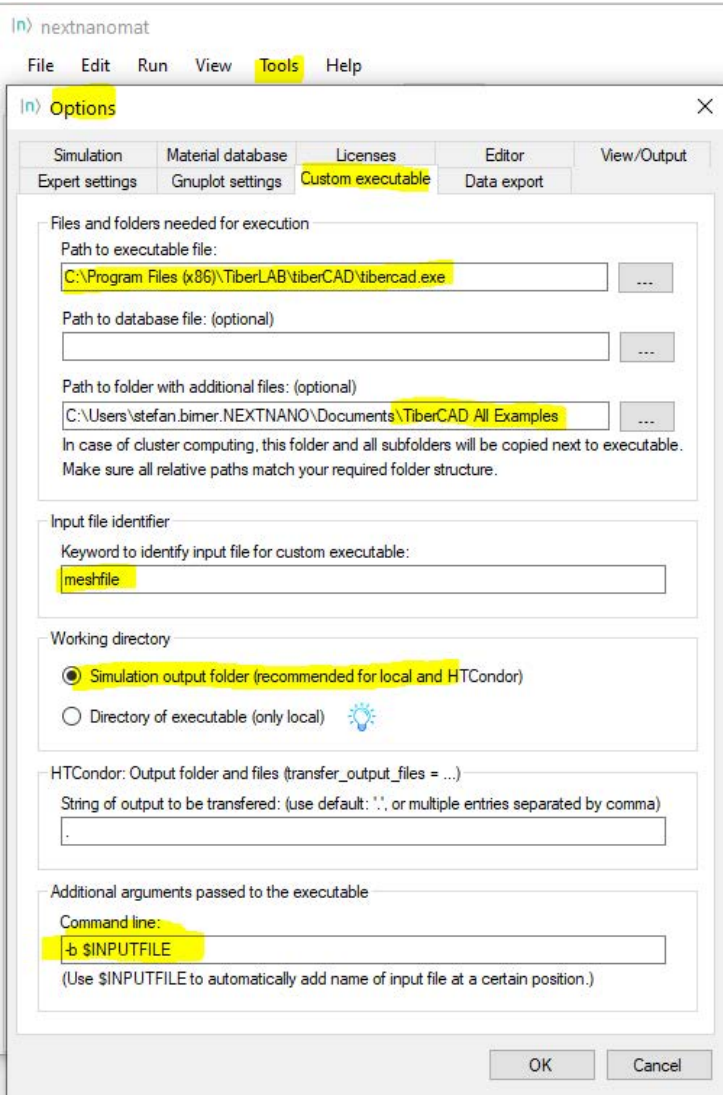 |n⟩ nextnanomat
File Edit Run View Tools Help
|n⟩ Options
Simulation Material database Licenses Editor View/Output
Expert settings Gnuplot settings Custom executable Data export
Files and folders needed for execution
Path to executable file:
C:\Program Files (x86)\TiberLAB\tiberCAD\tibercad.exe
...
Path to database file: (optional)
...
Path to folder with additional files: (optional)
C:\Users\stefan.birner.NEXTNANO\Documents\TiberCAD All Examples
...
In case of cluster computing, this folder and all subfolders will be copied next to executable.
Make sure all relative paths match your required folder structure.
Input file identifier
Keyword to identify input file for custom executable:
meshfile
Working directory
Simulation output folder (recommended for local and HTCondor)
Directory of executable (only local)
HTCondor: Output folder and files (transfer_output_files = ...)
String of output to be transfered: (use default: '.', or multiple entries separated by comma)
.
Additional arguments passed to the executable
Command line:
-b $INPUTFILE
(Use $INPUTFILE to automatically add name of input file at a certain position.)
OK Cancel